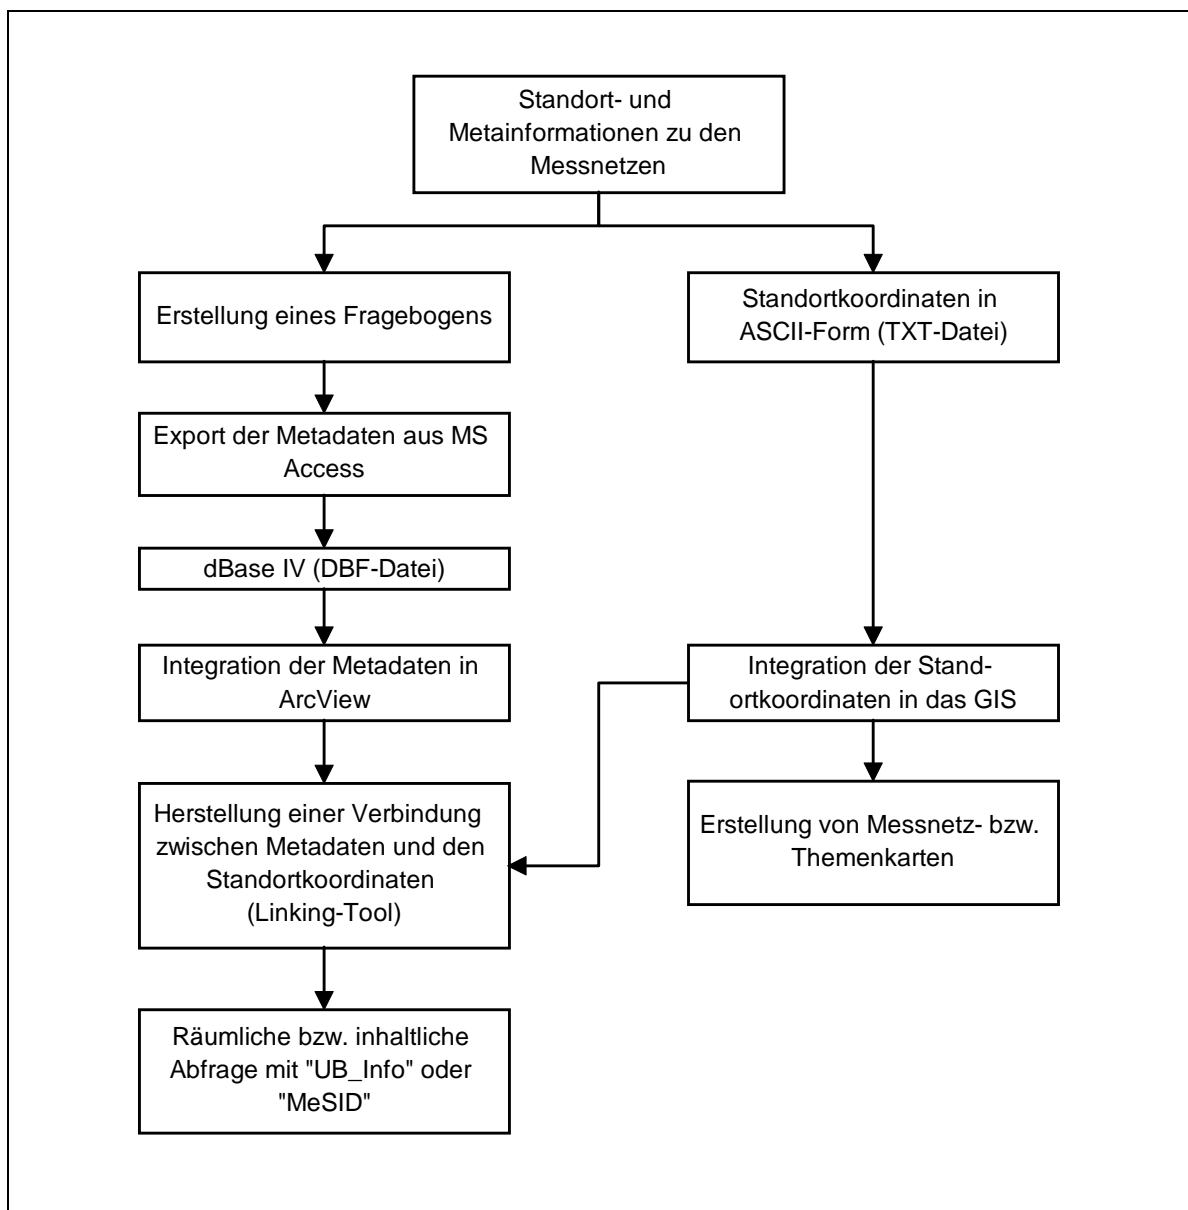 Standort- und
Metainformationen zu den
Messnetzen
Erstellung eines Fragebogens
Standortkoordinaten in
ASCII-Form (TXT-Datei)
Export der Metadaten aus MS
Access
dBase IV (DBF-Datei)
Integration der Metadaten in
ArcView
Integration der Stand-
ortkoordinaten in das GIS
Herstellung einer Verbindung
zwischen Metadaten und den
Standortkoordinaten
(Linking-Tool)
Erstellung von Messnetz- bzw.
Themenkarten
Räumliche bzw. inhaltliche
Abfrage mit "UB_Info" oder
"MeSID"